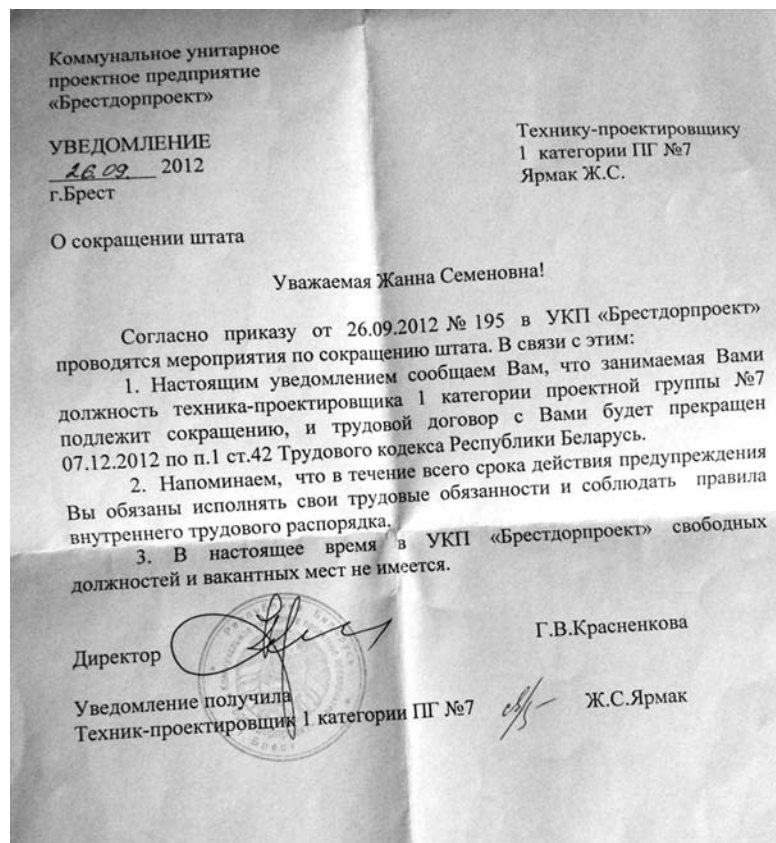 Коммунальное унитарное
проектное предприятие
«Брестдорпроект»
УВЕДОМЛЕНИЕ
26.09. 2012
г.Брест
Технику-проектировщику
1 категории ПГ №7
Ярмак Ж.С.
О сокращении штата
Уважаемая Жанна Семеновна!
Согласно приказу от 26.09.2012 № 195 в УКП «Брестдорпроект»
проводятся мероприятия по сокращению штата. В связи с этим:
1. Настоящим уведомлением сообщаем Вам, что занимаемая Вами
должность техника-проектировщика 1 категории проектной группы №7
подлежит сокращению, и трудовой договор с Вами будет прекращен
07.12.2012 по п.1 ст.42 Трудового кодекса Республики Беларусь.
2. Напоминаем, что в течение всего срока действия предупреждения
Вы обязаны исполнять свои трудовые обязанности и соблюдать правила
внутреннего трудового распорядка.
3. В настоящее время в УКП «Брестдорпроект» свободных
должностей и вакантных мест не имеется.
Директор Г.В.Красненкова
Уведомление получила
Техник-проектировщик 1 категории ПГ №7 Ж.С.Ярмак